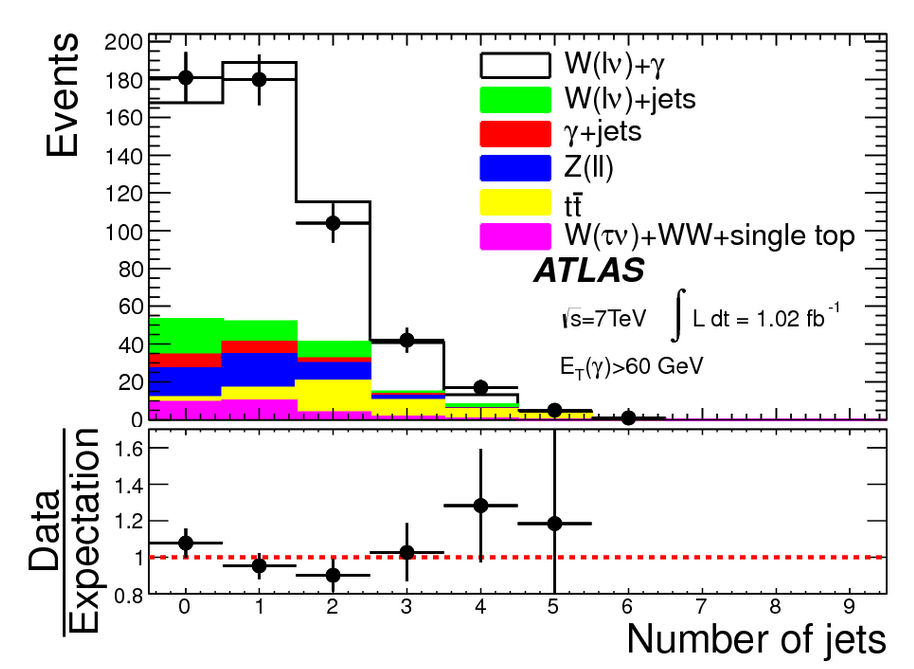 Events
200
180
160
140
120
100
80
60
40
20
0
W(lν)+γ
W(lν)+jets
γ+jets
Z(ll)
tt̄
W(τν)+WW+single top
ATLAS
√s=7TeV ∫ L dt = 1.02 fb⁻¹
E_T(γ)>60 GeV
Data
Expectation
1.6
1.4
1.2
1
0.8
0 1 2 3 4 5 6 7 8 9
Number of jets